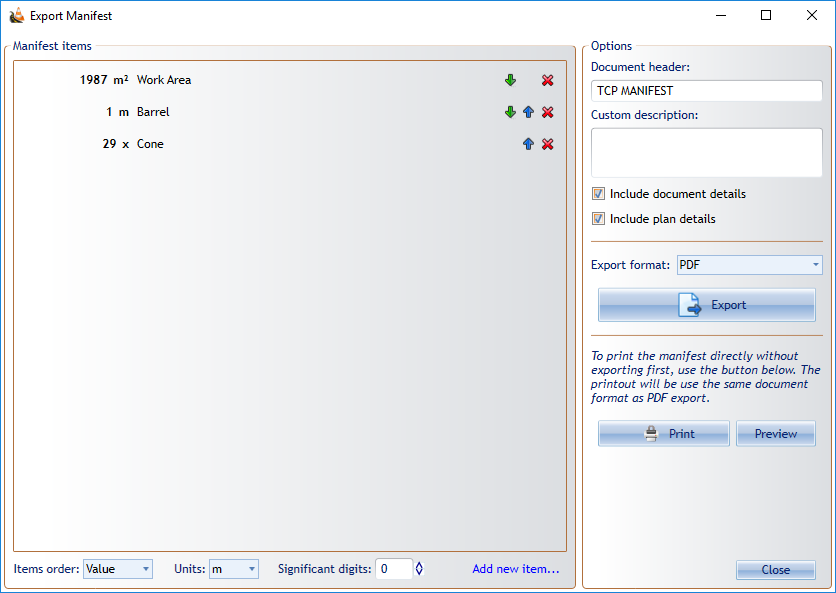 Export Manifest
Manifest items
1987 m² Work Area
1 m Barrel
29 x Cone
Items order: Value
Units: m
Significant digits: 0
Add new item...
Options
Document header:
TCP MANIFEST
Custom description:
Include document details
Include plan details
Export format: PDF
Export
To print the manifest directly without
exporting first, use the button below. The
printout will be use the same document
format as PDF export.
Print
Preview
Close